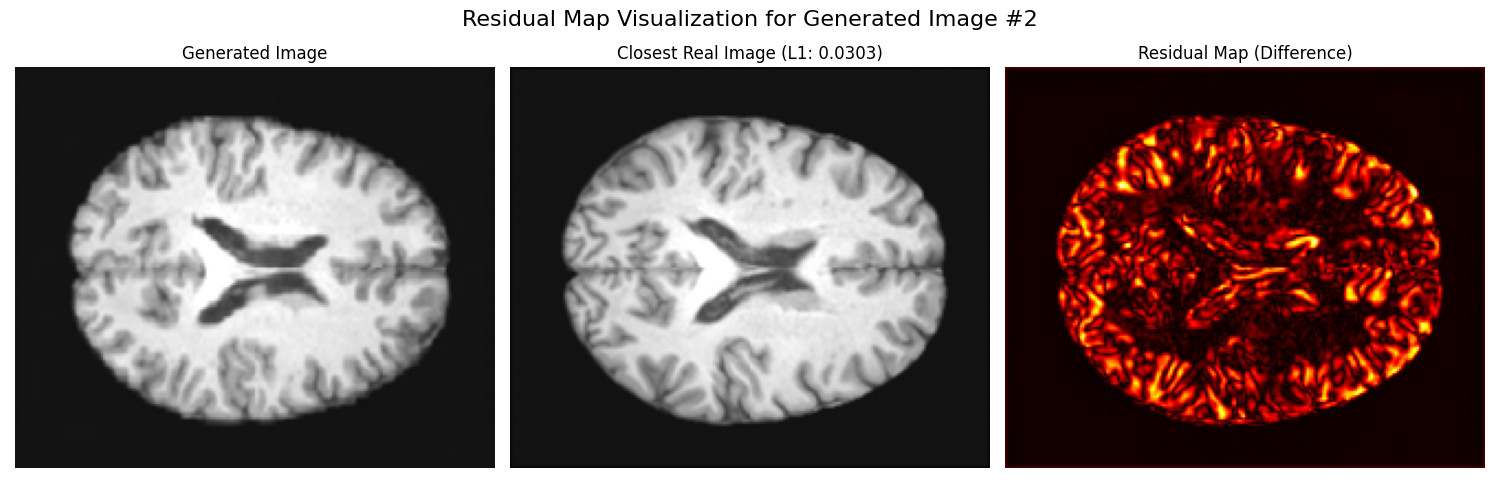 Residual Map Visualization for Generated Image #2
Generated Image
Closest Real Image (L1: 0.0303)
Residual Map (Difference)